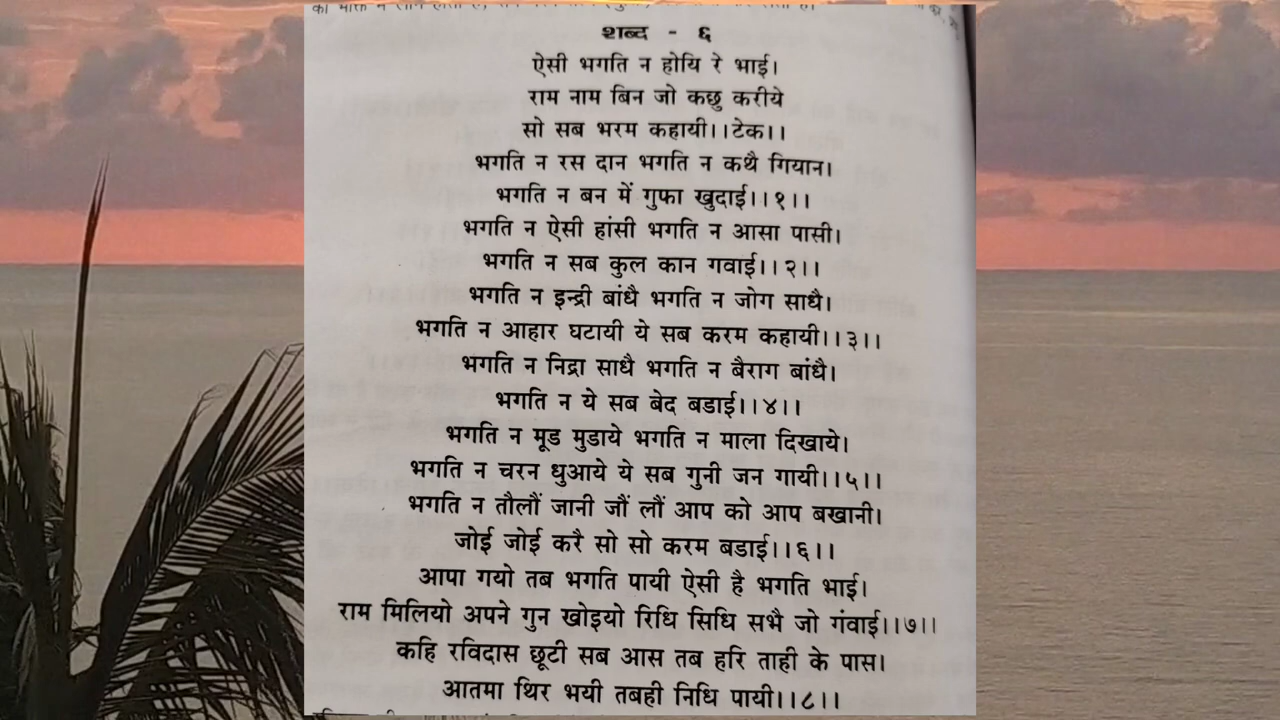 शब्द - ६
ऐसी भगति न होयि रे भाई।
राम नाम बिन जो कछु करीये
सो सब भरम कहायी।।टेक।।
भगति न रस दान भगति न कथै गियान।
भगति न बन में गुफा खुदाई।।१।।
भगति न ऐसी हांसी भगति न आसा पासी।
भगति न सब कुल कान गवाई।।२।।
भगति न इन्द्री बांधै भगति न जोग साधै।
भगति न आहार घटायी ये सब करम कहायी।।३।।
भगति न निद्रा साधै भगति न बैराग बांधै।
भगति न ये सब बेद बडाई।।४।।
भगति न मूड मुडाये भगति न माला दिखाये।
भगति न चरन धुआये ये सब गुनी जन गायी।।५।।
भगति न तौलौं जानी जौं लौं आप को आप बखानी।
जोई जोई करै सो सो करम बडाई।।६।।
आपा गयो तब भगति पायी ऐसी है भगति भाई।
राम मिलियो अपने गुन खोइयो रिधि सिधि सभै जो गंवाई।।७।।
कहि रविदास छूटी सब आस तब हरि ताही के पास।
आतमा थिर भयी तबही निधि पायी।।८।।